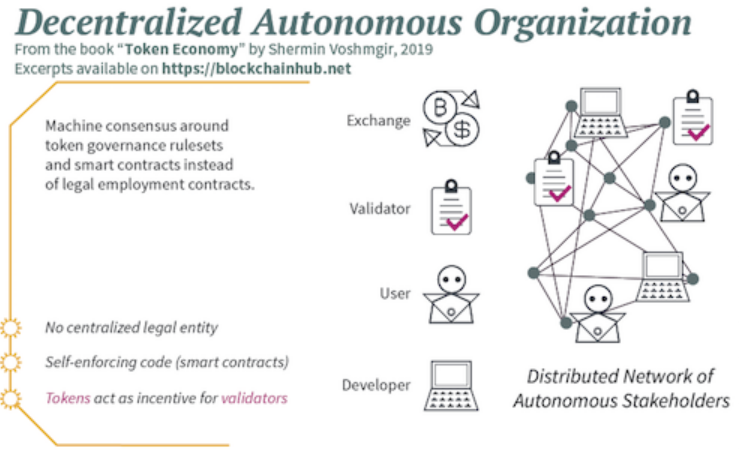 Decentralized Autonomous Organization
From the book “Token Economy” by Shermin Voshmgir, 2019
Excerpts available on https://blockchainhub.net
Machine consensus around
token governance rulesets
and smart contracts instead
of legal employment contracts.
No centralized legal entity
Self-enforcing code (smart contracts)
Tokens act as incentive for validators
Exchange
B
$
Validator
User
Developer
Distributed Network of
Autonomous Stakeholders